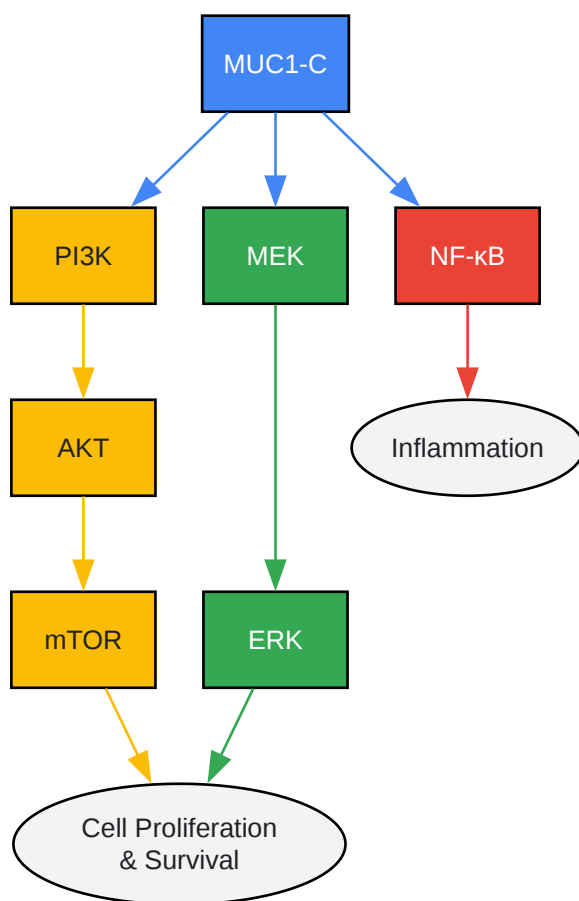 MUC1-C
PI3K
MEK
NF-κB
AKT
Inflammation
mTOR
ERK
Cell Proliferation
& Survival